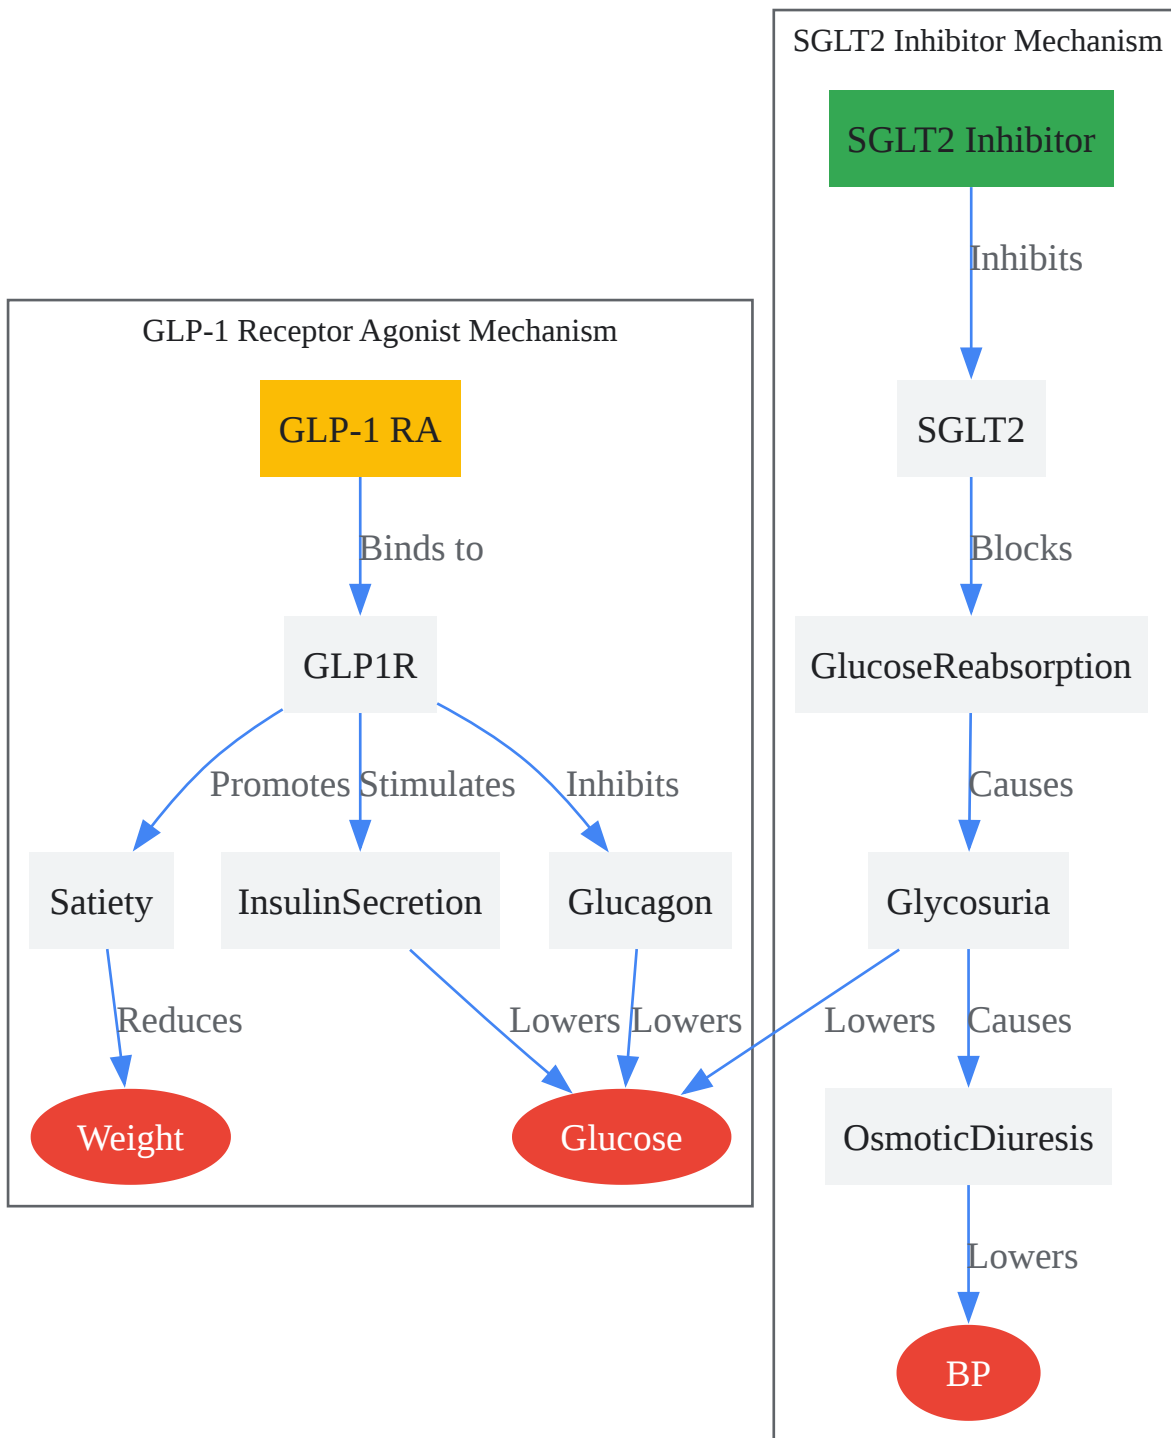 SGLT2 Inhibitor Mechanism
SGLT2 Inhibitor
Inhibits
GLP-1 Receptor Agonist Mechanism
GLP-1 RA
SGLT2
Binds to
Blocks
GLP1R
GlucoseReabsorption
Promotes
Stimulates
Inhibits
Causes
Satiety
InsulinSecretion
Glucagon
Glycosuria
Reduces
Lowers
Lowers
Lowers
Causes
Weight
Glucose
OsmoticDiuresis
Lowers
BP